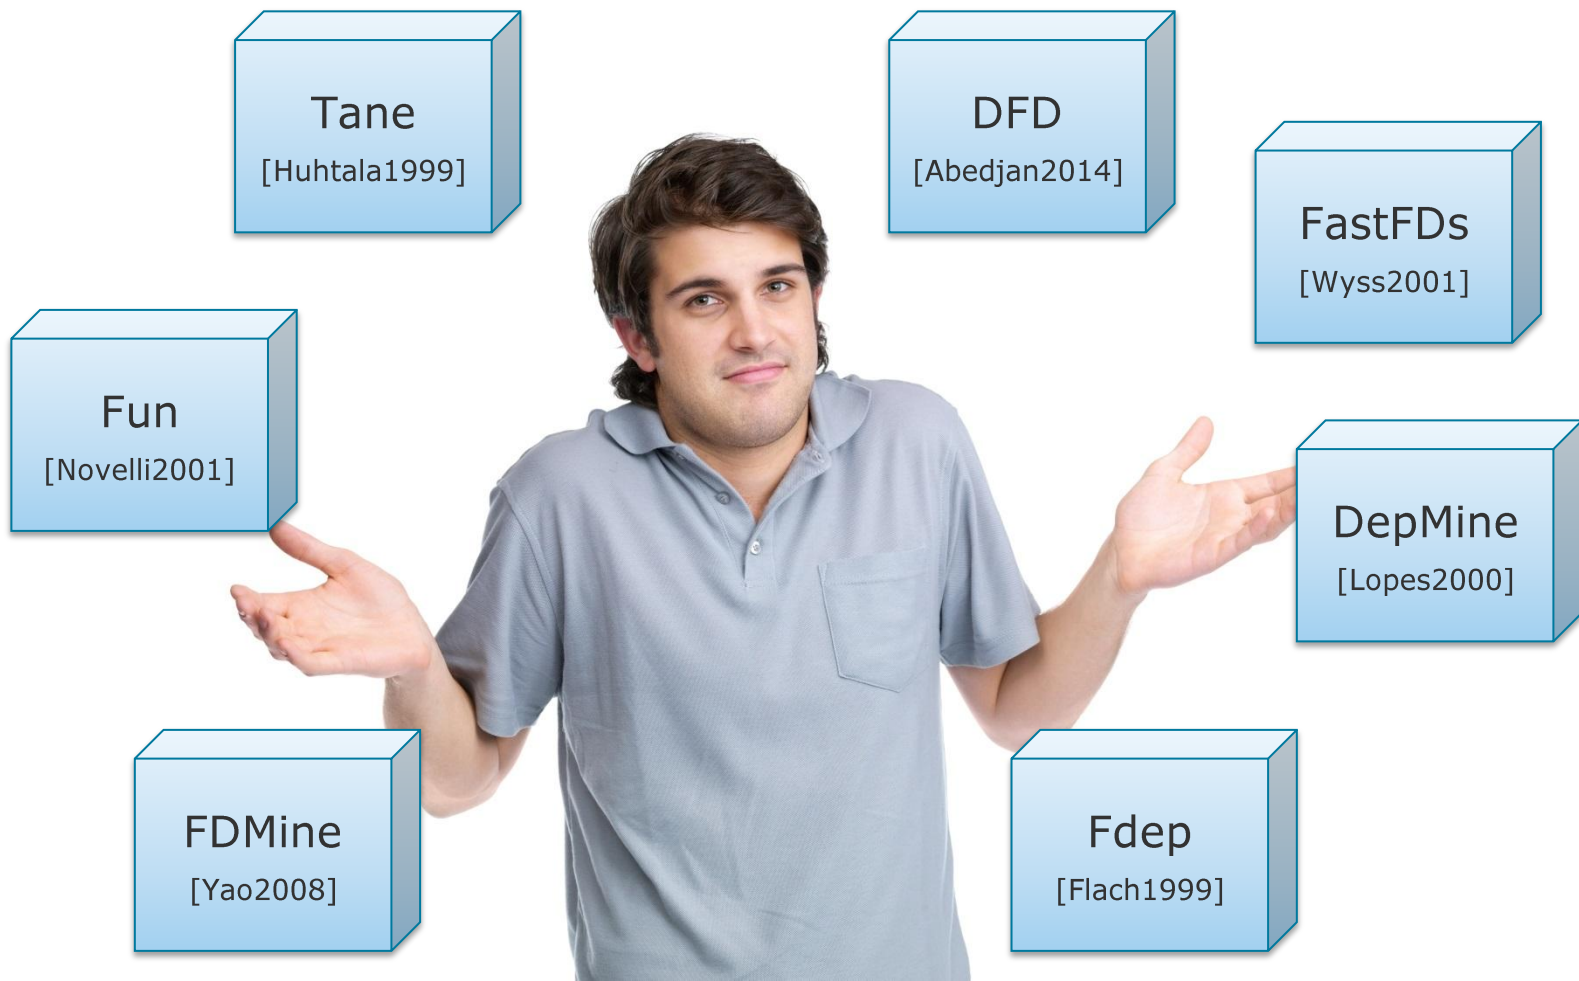 Tane
[Huhtala1999]
DFD
[Abedjan2014]
FastFDs
[Wyss2001]
Fun
[Novelli2001]
DepMine
[Lopes2000]
FDMine
[Yao2008]
Fdep
[Flach1999]